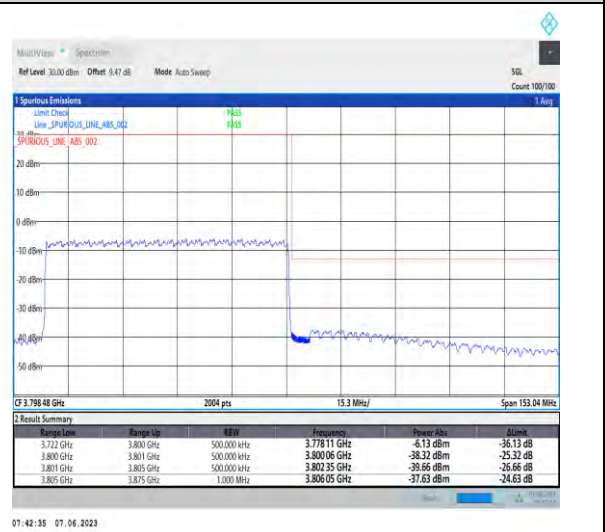 MultiView Spectrum
Ref Level 30.00 dBm Offset 9.47 dB Mode Auto Sweep SGL
Count 100/100
1 Spurious Emissions 1 Avg
Limit Check PASS
Line _SPURIOUS_LINE_ABS_002 PASS
_SPURIOUS_LINE_ABS_002
20 dBm
10 dBm
0 dBm
-10 dBm
-20 dBm
-30 dBm
-40 dBm
-50 dBm
CF 3.798 48 GHz 2004 pts 15.3 MHz/ Span 153.04 MHz
2 Result Summary
Range Low Range Up RBW Frequency Power Abs ΔLimit
3.722 GHz 3.800 GHz 500.000 kHz 3.778 11 GHz -6.13 dBm -36.13 dB
3.800 GHz 3.801 GHz 500.000 kHz 3.800 06 GHz -38.32 dBm -25.32 dB
3.801 GHz 3.805 GHz 500.000 kHz 3.802 35 GHz -39.66 dBm -26.66 dB
3.805 GHz 3.875 GHz 1.000 MHz 3.806 05 GHz -37.63 dBm -24.63 dB
07:42:35 07.06.2023